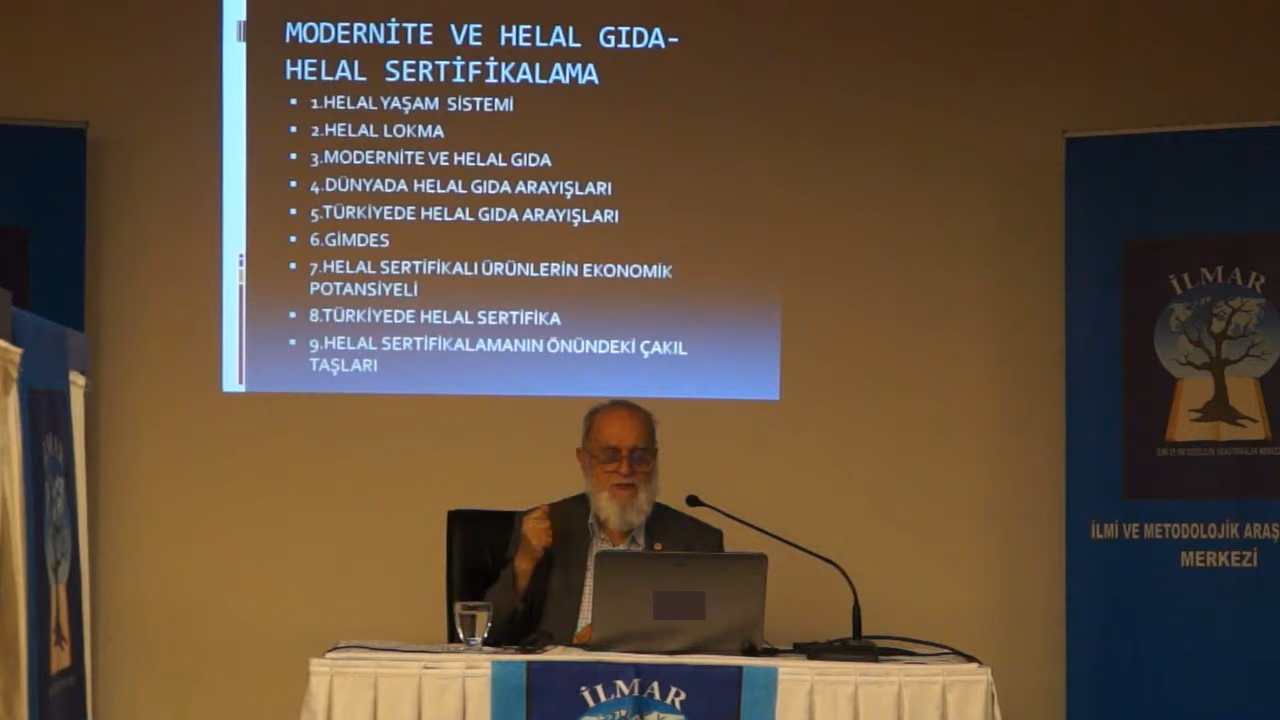 MODERNİTE VE HELAL GIDA-
HELAL SERTİFİKALAMA
▪ 1.HELAL YAŞAM SİSTEMİ
▪ 2.HELAL LOKMA
▪ 3.MODERNİTE VE HELAL GIDA
▪ 4.DÜNYADA HELAL GIDA ARAYIŞLARI
▪ 5.TÜRKİYEDE HELAL GIDA ARAYIŞLARI
▪ 6.GİMDES
▪ 7.HELAL SERTİFİKALI ÜRÜNLERİN EKONOMİK
POTANSİYELİ
▪ 8.TÜRKİYEDE HELAL SERTİFİKA
▪ 9.HELAL SERTİFİKALAMANIN ÖNÜNDEKİ ÇAKIL
TAŞLARI
İLMAR
İLMİ VE METODOLOJİK ARAŞ
MERKEZİ
İLMAR